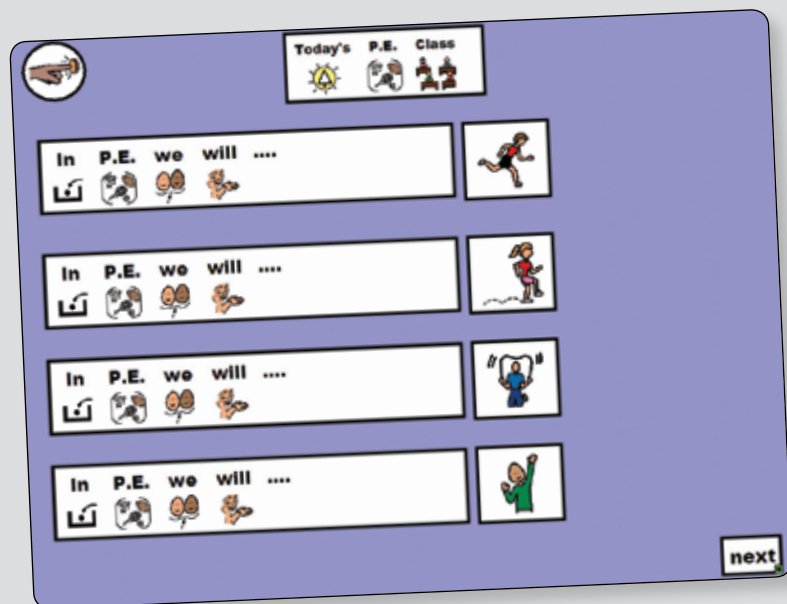 Today's P.E. Class
In P.E. we will ....
In P.E. we will ....
In P.E. we will ....
In P.E. we will ....
next